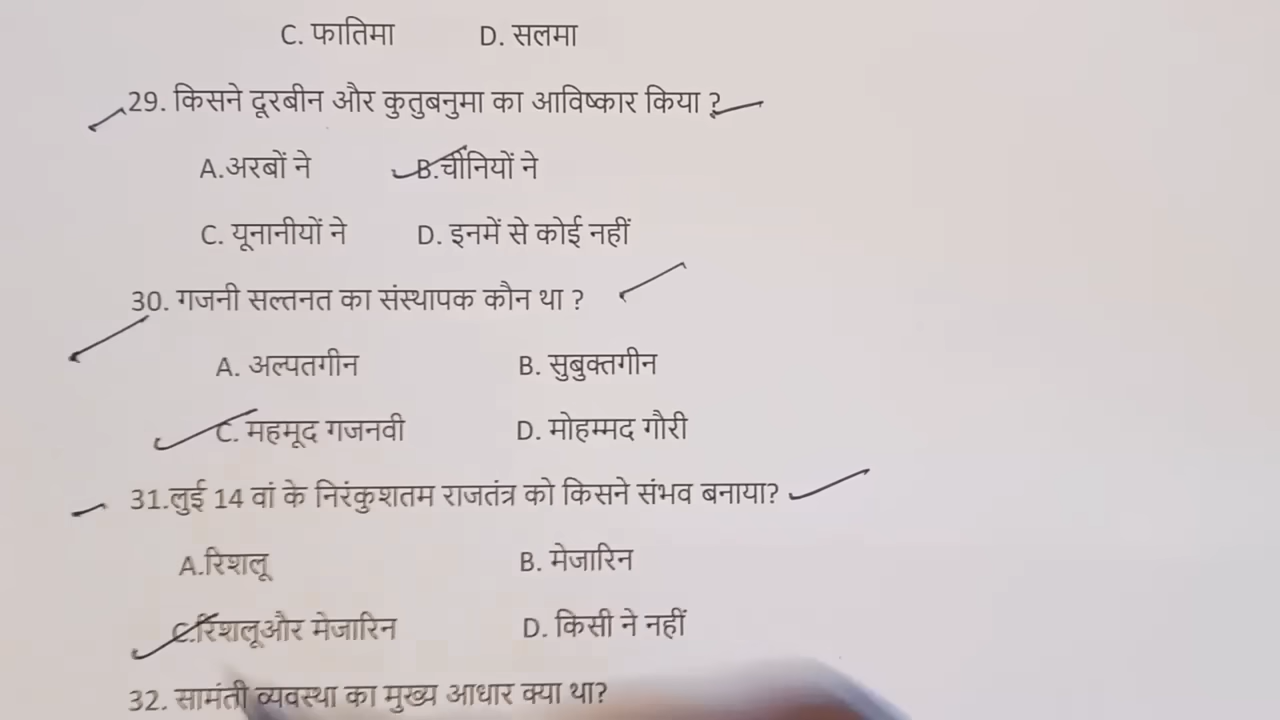 C. फातिमा D. सलमा
29. किसने दूरबीन और कुतुबनुमा का आविष्कार किया ?
A.अरबों ने B.चीनियों ने
C. यूनानीयों ने D. इनमें से कोई नहीं
30. गजनी सल्तनत का संस्थापक कौन था ?
A. अल्पतगीन B. सुबुक्तगीन
C. महमूद गजनवी D. मोहम्मद गौरी
31.लुई 14 वां के निरंकुशतम राजतंत्र को किसने संभव बनाया?
A.रिशलू B. मेजारिन
C.रिशलूऔर मेजारिन D. किसी ने नहीं
32. सामंती व्यवस्था का मुख्य आधार क्या था?